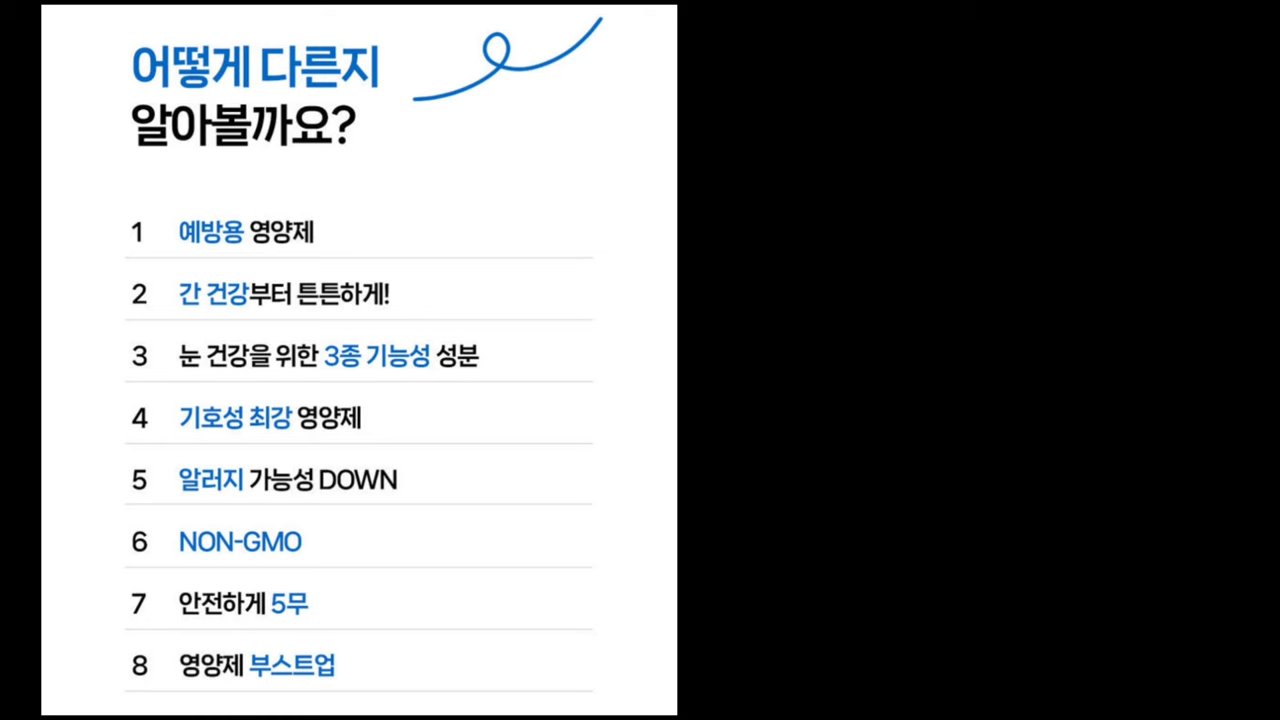 어떻게 다른지
알아볼까요?
1 예방용 영양제
2 간 건강부터 튼튼하게!
3 눈 건강을 위한 3종 기능성 성분
4 기호성 최강 영양제
5 알러지 가능성 DOWN
6 NON-GMO
7 안전하게 5무
8 영양제 부스트업